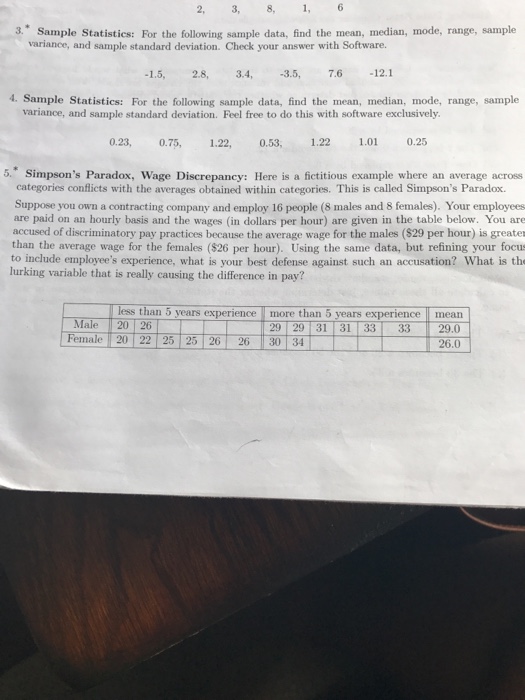 2, 3, 8, 1, 6
3.* Sample Statistics: For the following sample data, find the mean, median, mode, range, sample
variance, and sample standard deviation. Check your answer with Software.
-1.5, 2.8, 3.4, -3.5, 7.6 -12.1
4. Sample Statistics: For the following sample data, find the mean, median, mode, range, sample
variance, and sample standard deviation. Feel free to do this with software exclusively.
0.23, 0.75, 1.22, 0.53, 1.22 1.01 0.25
5.* Simpson's Paradox, Wage Discrepancy: Here is a fictitious example where an average across
categories conflicts with the averages obtained within categories. This is called Simpson's Paradox.
Suppose you own a contracting company and employ 16 people (8 males and 8 females). Your employees
are paid on an hourly basis and the wages (in dollars per hour) are given in the table below. You are
accused of discriminatory pay practices because the average wage for the males ($29 per hour) is greater
than the average wage for the females ($26 per hour). Using the same data, but refining your focus
to include employee's experience, what is your best defense against such an accusation? What is the
lurking variable that is really causing the difference in pay?
less than 5 years experience more than 5 years experience mean
Male 20 26 29 29 31 31 33 33 29.0
Female 20 22 25 25 26 26 30 34 26.0